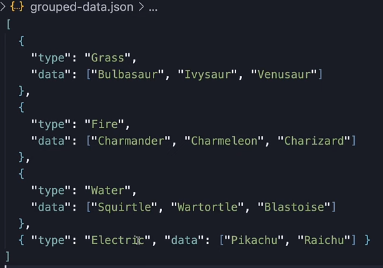 > {..} grouped-data.json > ...
[
  {
    "type": "Grass",
    "data": ["Bulbasaur", "Ivysaur", "Venusaur"]
  },
  {
    "type": "Fire",
    "data": ["Charmander", "Charmeleon", "Charizard"]
  },
  {
    "type": "Water",
    "data": ["Squirtle", "Wartortle", "Blastoise"]
  },
  { "type": "Electric", "data": ["Pikachu", "Raichu"] }
]